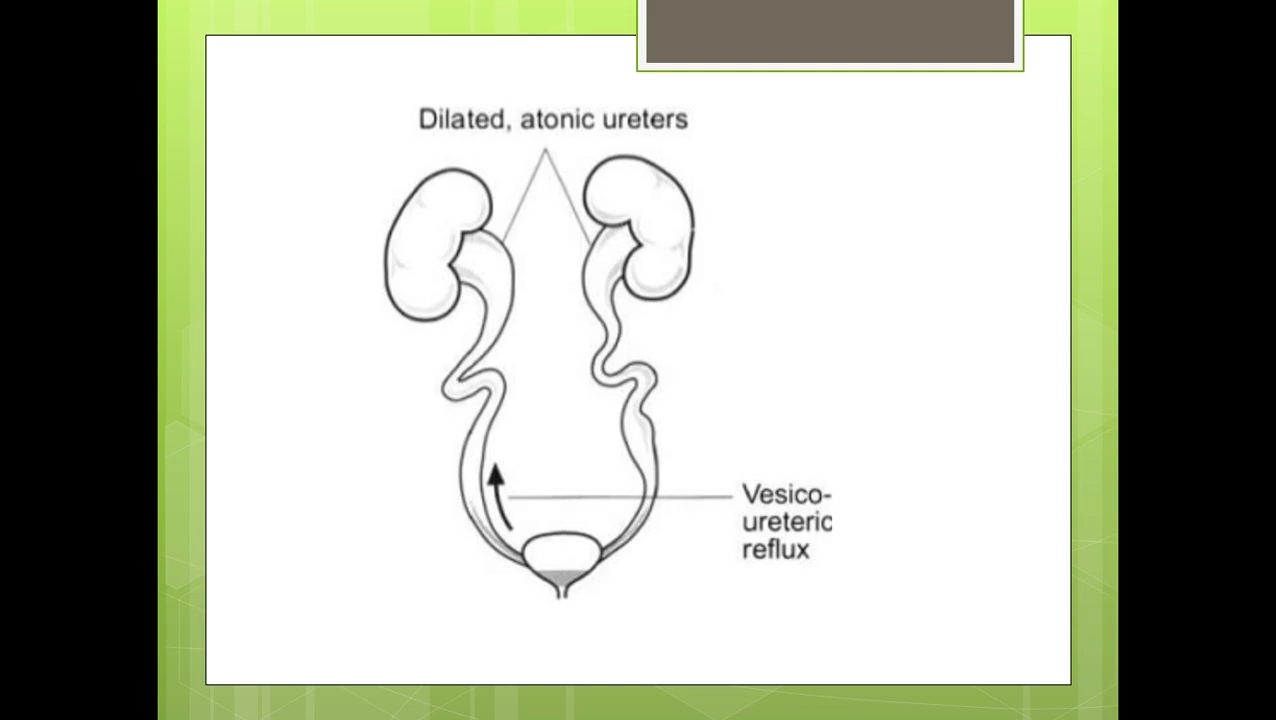 Dilated, atonic ureters
Vesico-
ureteric
reflux